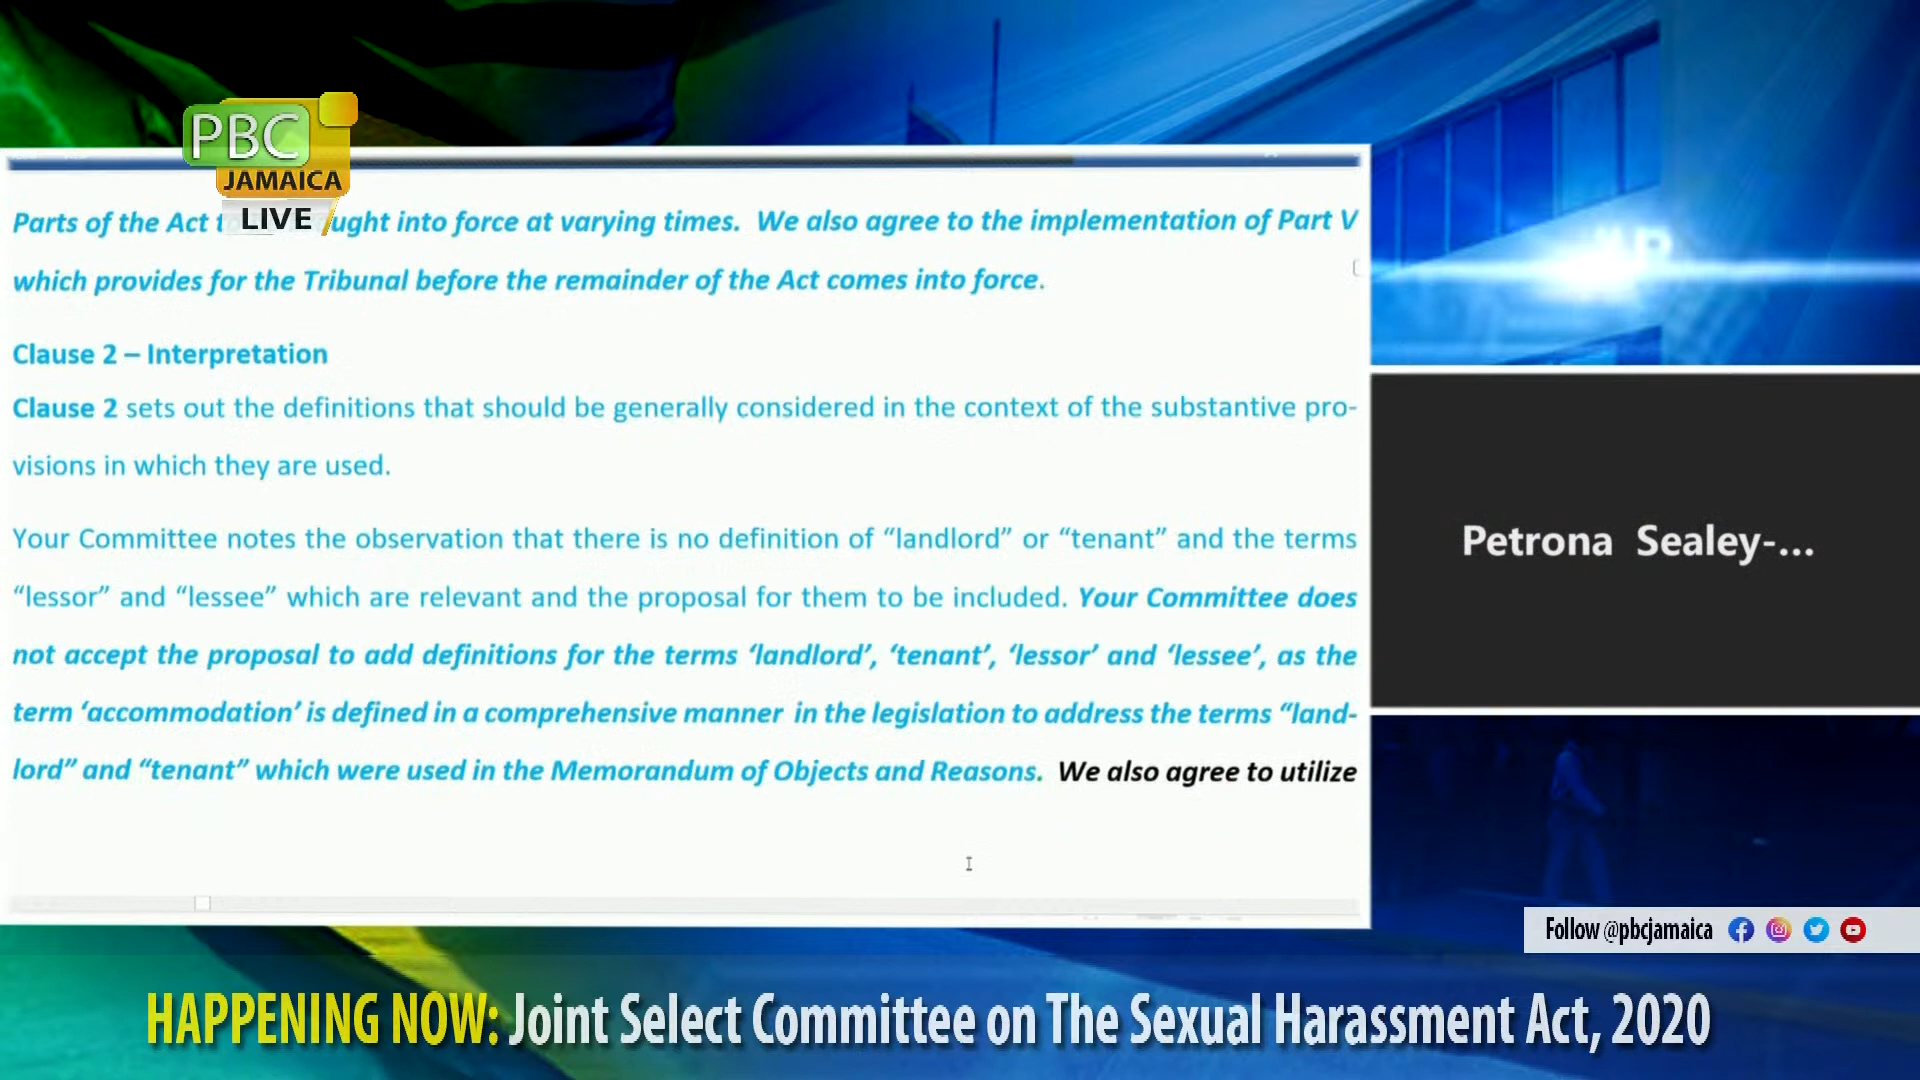 PBC
JAMAICA
LIVE
Parts of the Act ught into force at varying times. We also agree to the implementation of Part V
which provides for the Tribunal before the remainder of the Act comes into force.
Clause 2 – Interpretation
Clause 2 sets out the definitions that should be generally considered in the context of the substantive pro-
visions in which they are used.
Your Committee notes the observation that there is no definition of “landlord” or “tenant” and the terms
“lessor” and “lessee” which are relevant and the proposal for them to be included. Your Committee does
not accept the proposal to add definitions for the terms ‘landlord’, ‘tenant’, ‘lessor’ and ‘lessee’, as the
term ‘accommodation’ is defined in a comprehensive manner in the legislation to address the terms “land-
lord” and “tenant” which were used in the Memorandum of Objects and Reasons. We also agree to utilize
Petrona Sealey-...
Follow @pbcjamaica
HAPPENING NOW: Joint Select Committee on The Sexual Harassment Act, 2020